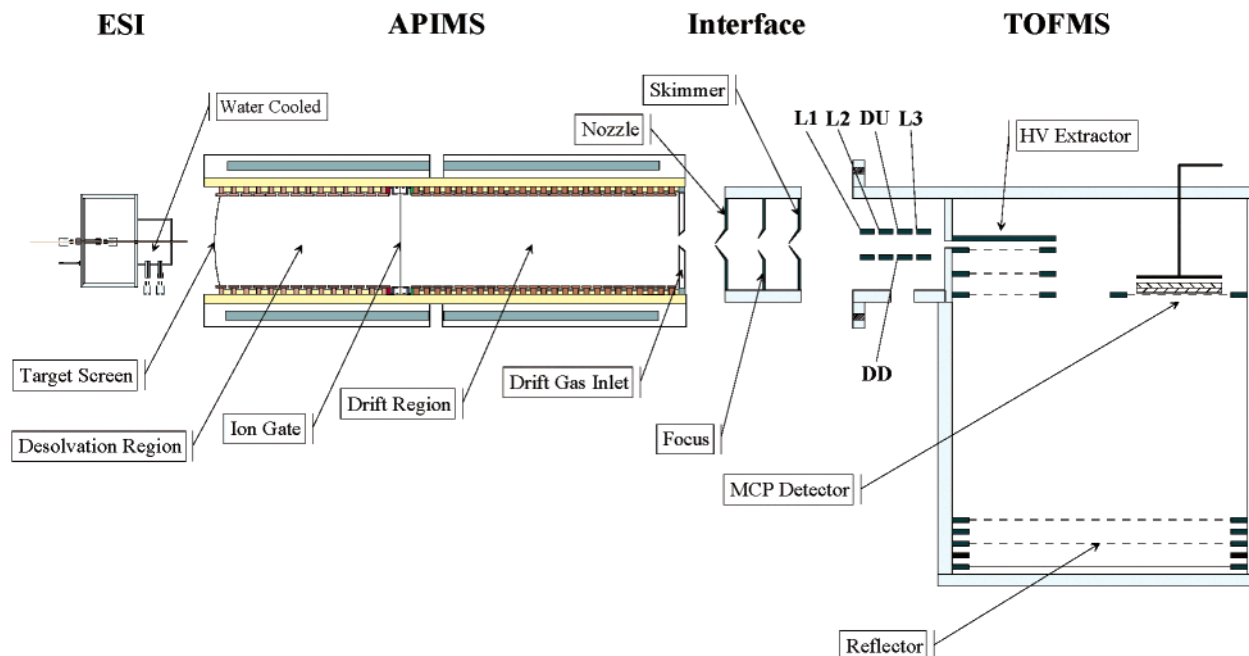 ESI APIMS Interface TOFMS
Skimmer
Water Cooled
Nozzle
L1 L2 DU L3
HV Extractor
Target Screen
Desolvation Region
Ion Gate
Drift Region
Drift Gas Inlet
DD
Focus
MCP Detector
Reflector